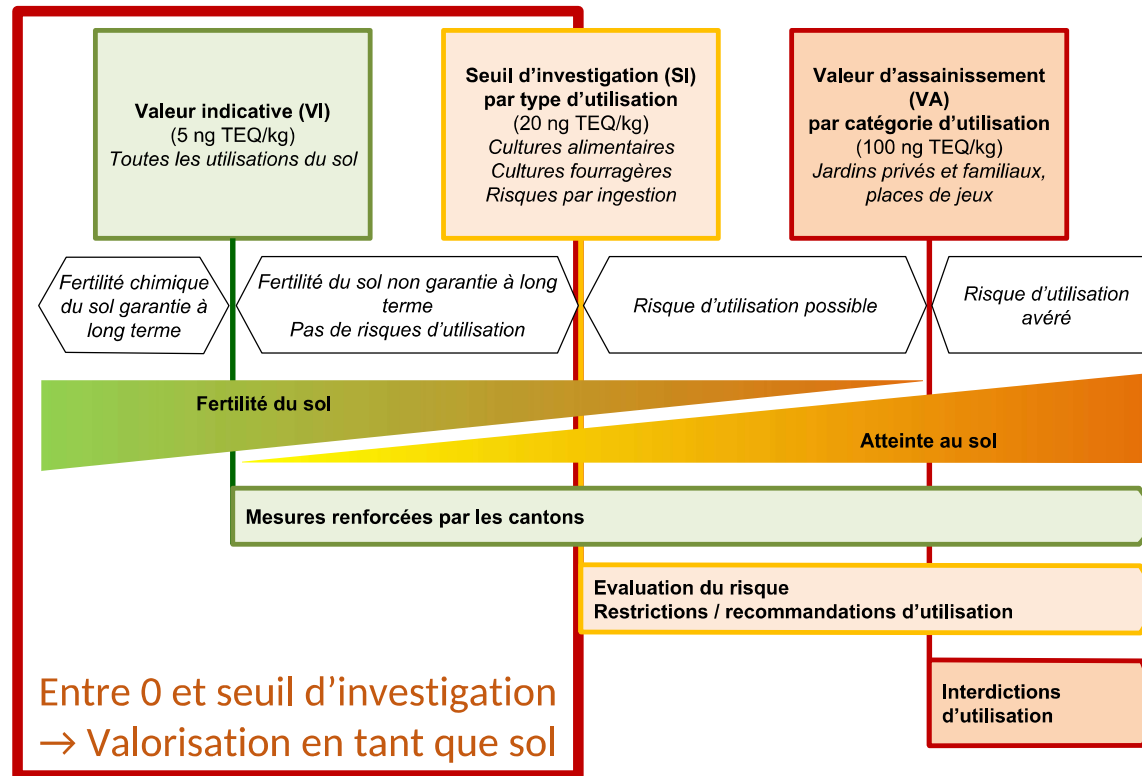 Valeur indicative (VI)
(5 ng TEQ/kg)
Toutes les utilisations du sol
Seuil d’investigation (SI)
par type d’utilisation
(20 ng TEQ/kg)
Cultures alimentaires
Cultures fourragères
Risques par ingestion
Valeur d’assainissement
(VA)
par catégorie d’utilisation
(100 ng TEQ/kg)
Jardins privés et familiaux,
places de jeux
Fertilité chimique
du sol garantie à
long terme
Fertilité du sol non garantie à long
terme
Pas de risques d’utilisation
Risque d’utilisation possible
Risque d’utilisation
avéré
Fertilité du sol
Atteinte au sol
Mesures renforcées par les cantons
Evaluation du risque
Restrictions / recommandations d’utilisation
Interdictions
d’utilisation
Entre 0 et seuil d’investigation
→ Valorisation en tant que sol